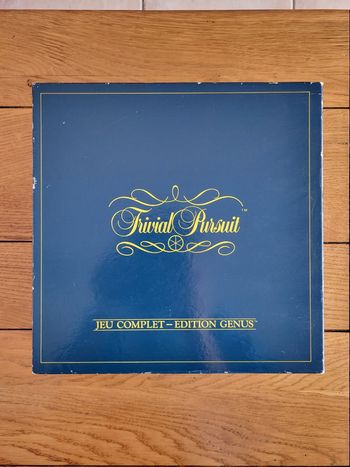 Trivial Pursuit™
JEU COMPLET – EDITION GENUS™